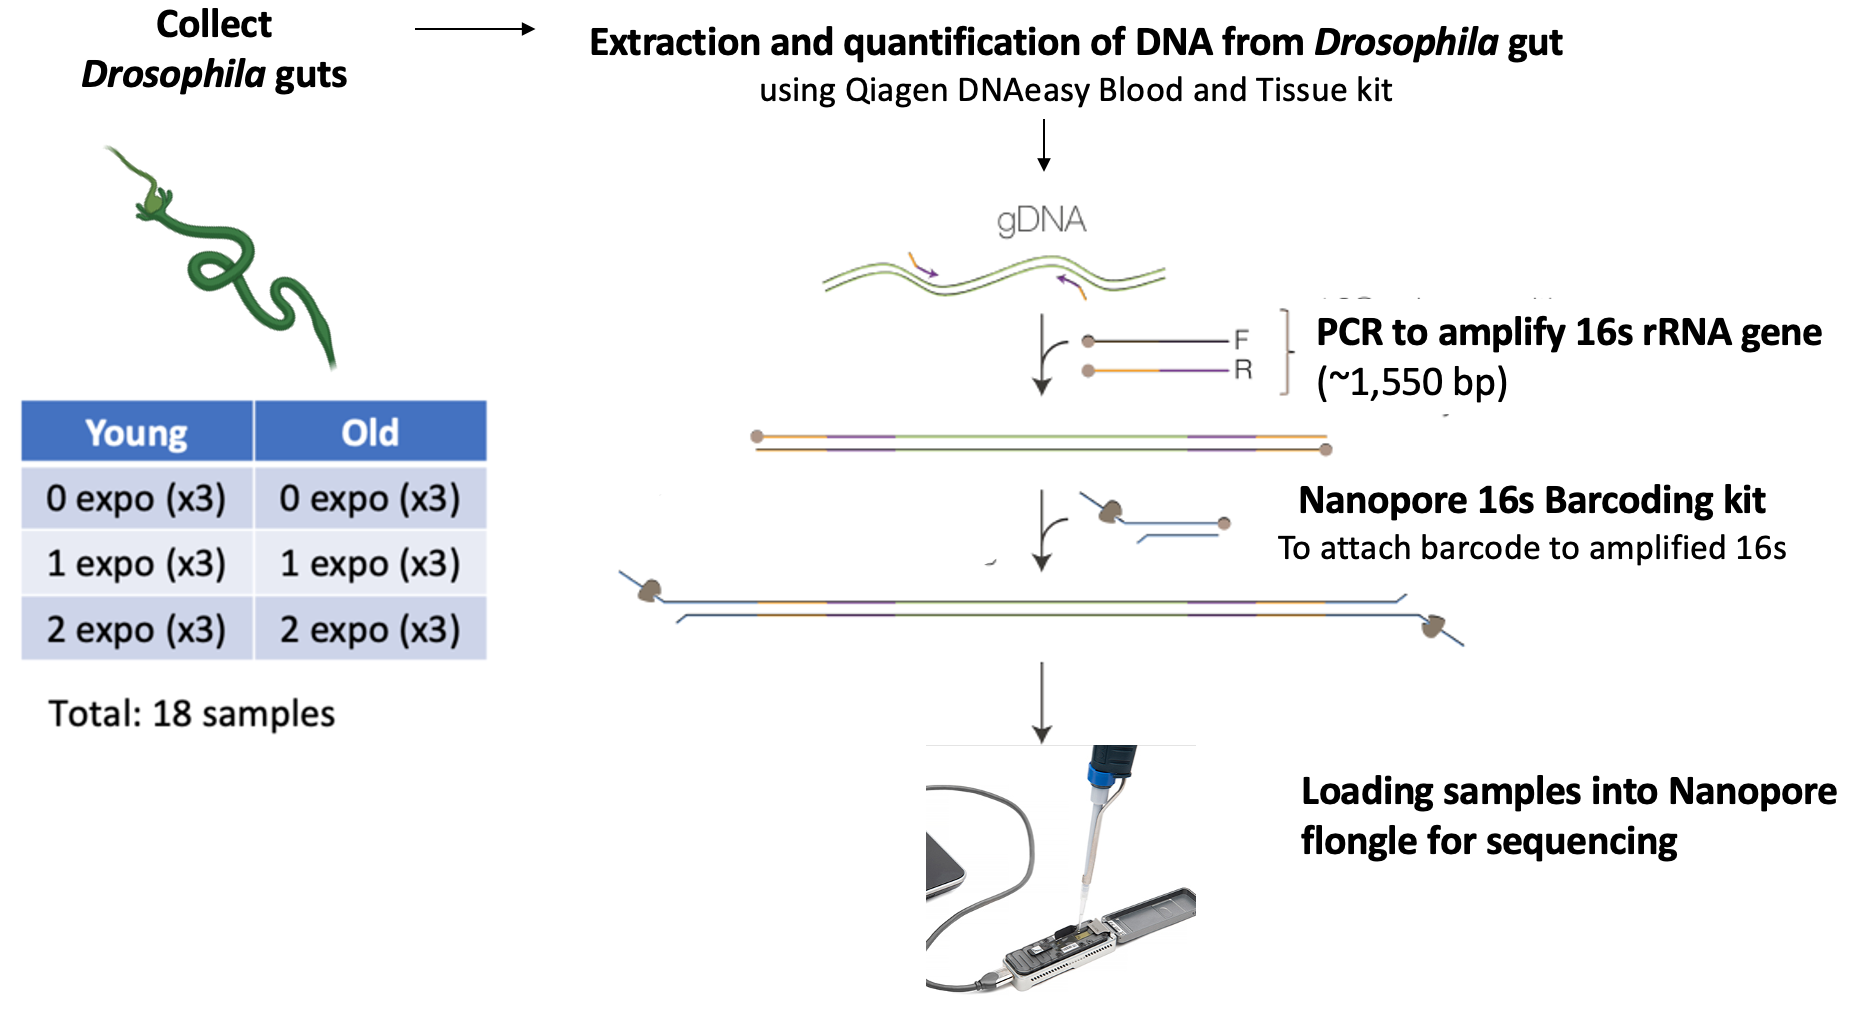 Collect
Drosophila guts
Extraction and quantification of DNA from Drosophila gut
using Qiagen DNAeasy Blood and Tissue kit
gDNA
F
R
PCR to amplify 16s rRNA gene
(~1,550 bp)
Young Old
0 expo (x3) 0 expo (x3)
1 expo (x3) 1 expo (x3)
2 expo (x3) 2 expo (x3)
Total: 18 samples
Nanopore 16s Barcoding kit
To attach barcode to amplified 16s
Loading samples into Nanopore
flongle for sequencing